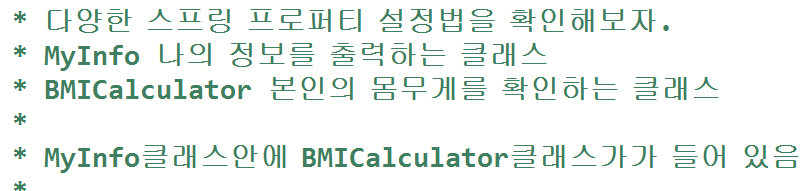 * 다양한 스프링 프로퍼티 설정법을 확인해보자.
* MyInfo 나의 정보를 출력하는 클래스
* BMICalculator 본인의 몸무게를 확인하는 클래스
*
* MyInfo클래스안에 BMICalculator클래스가가 들어 있음
*